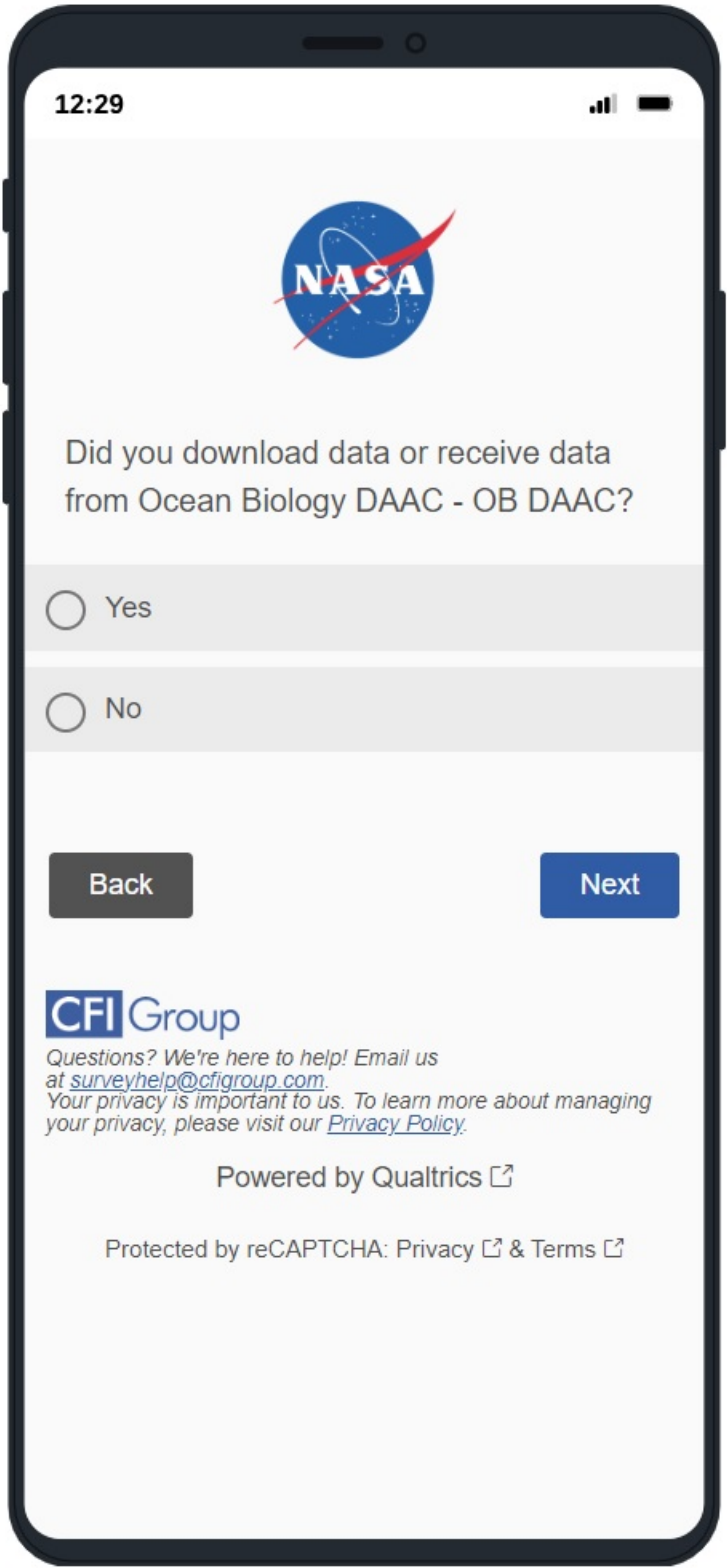 12:29
NASA
Did you download data or receive data
from Ocean Biology DAAC - OB DAAC?
Yes
No
Back
Next
CFI Group
Questions? We're here to help! Email us
at surveyhelp@cfigroup.com.
Your privacy is important to us. To learn more about managing
your privacy, please visit our Privacy Policy.
Powered by Qualtrics
Protected by reCAPTCHA: Privacy & Terms